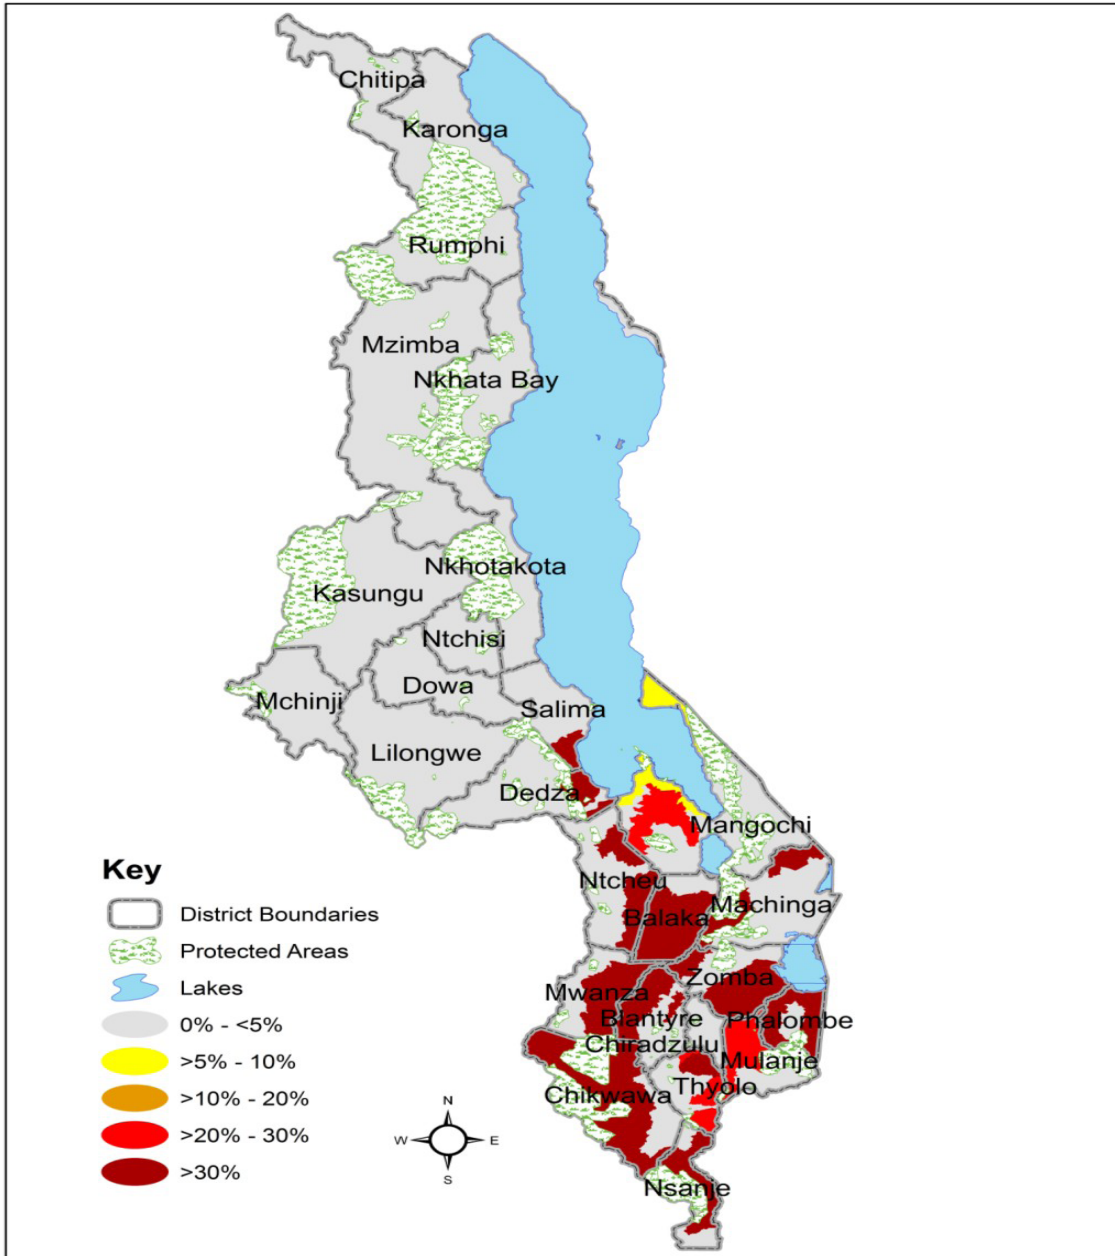 Chitipa
Karonga
Rumphi
Mzimba
Nkhata Bay
Nkhotakota
Kasungu
Ntchisi
Dowa
Mchinji
Salima
Lilongwe
Dedza
Mangochi
Ntcheu
Machinga
Balaka
Zomba
Mwanza
Blantyre
Phalombe
Chiradzulu
Mulanje
Thyolo
Chikwawa
Nsanje
Key
District Boundaries
Protected Areas
Lakes
0% - <5%
>5% - 10%
>10% - 20%
>20% - 30%
>30%
N
W
E
S